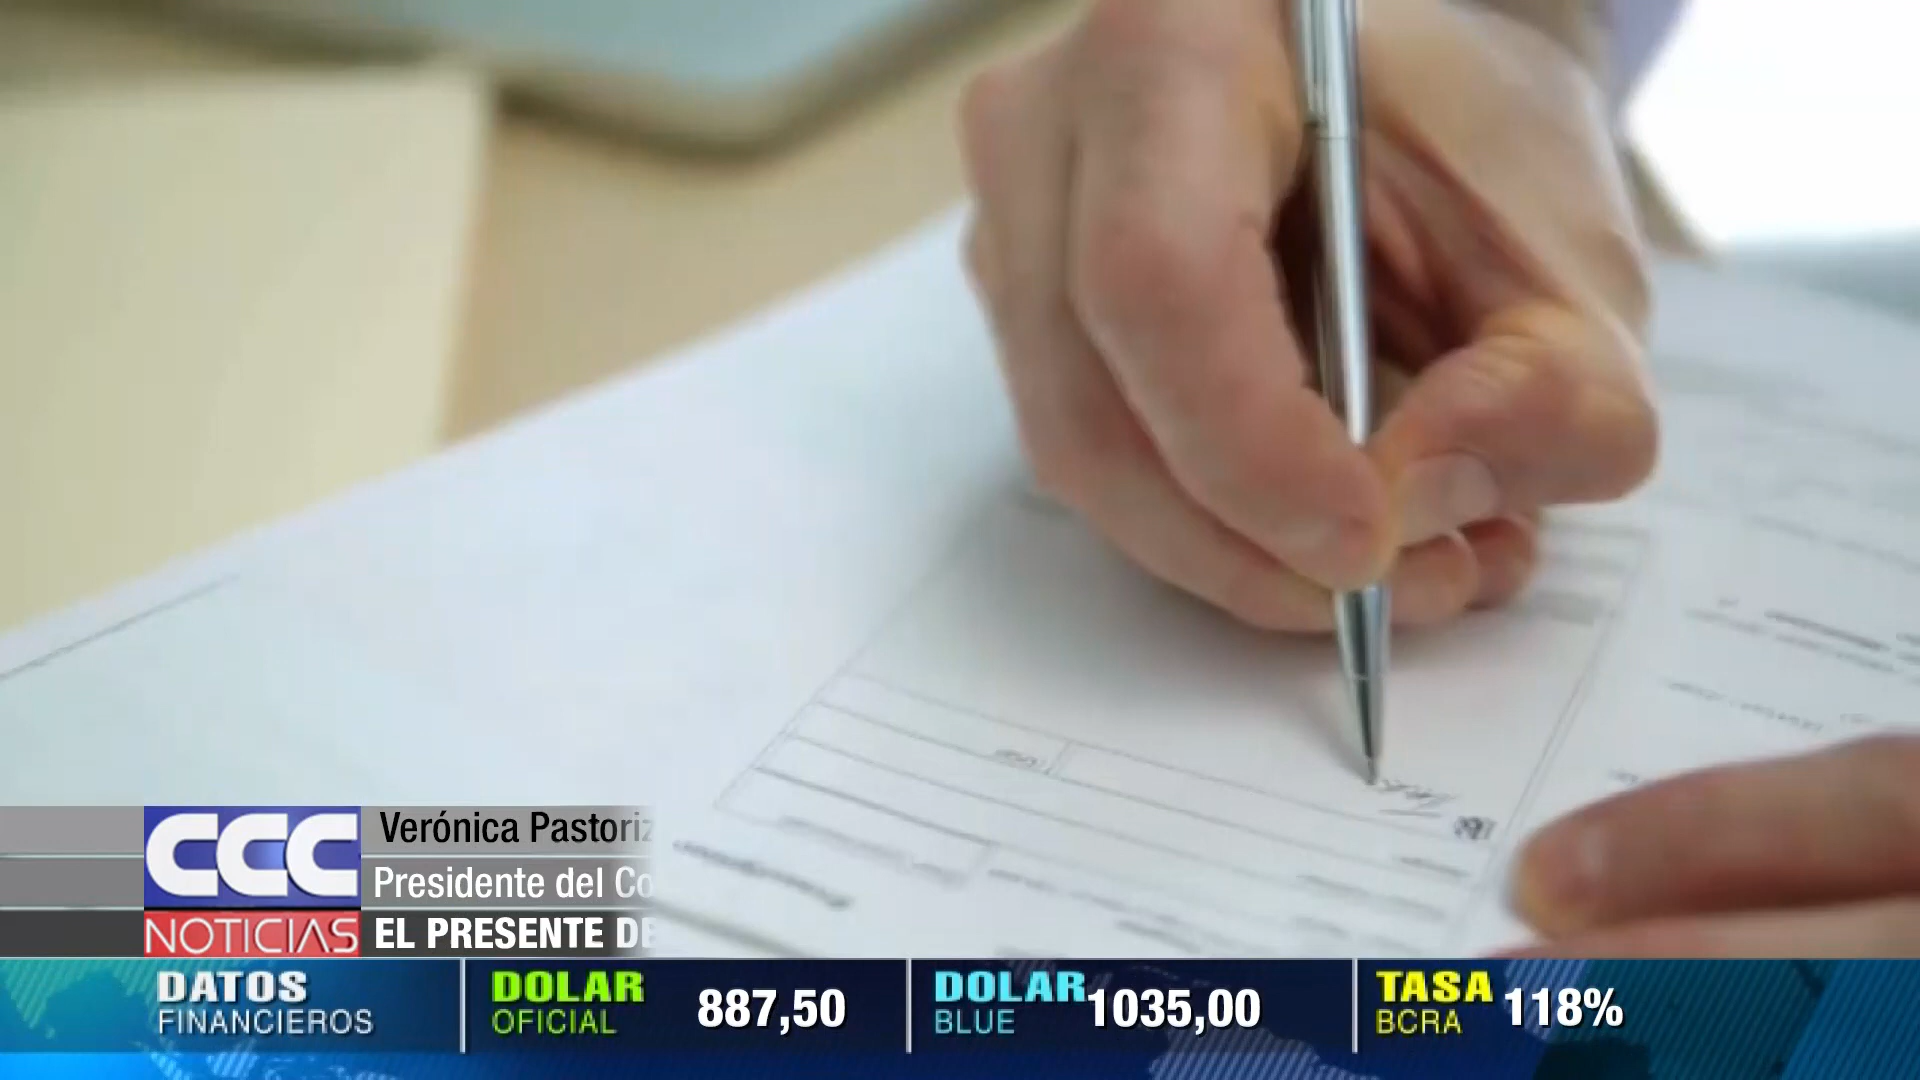 Verónica Pastoriz
Presidente del Co
EL PRESENTE DE
CCC
NOTICIAS
DATOS
FINANCIEROS
DOLAR
OFICIAL
887,50
DOLAR
BLUE
1035,00
TASA
BCRA
118%